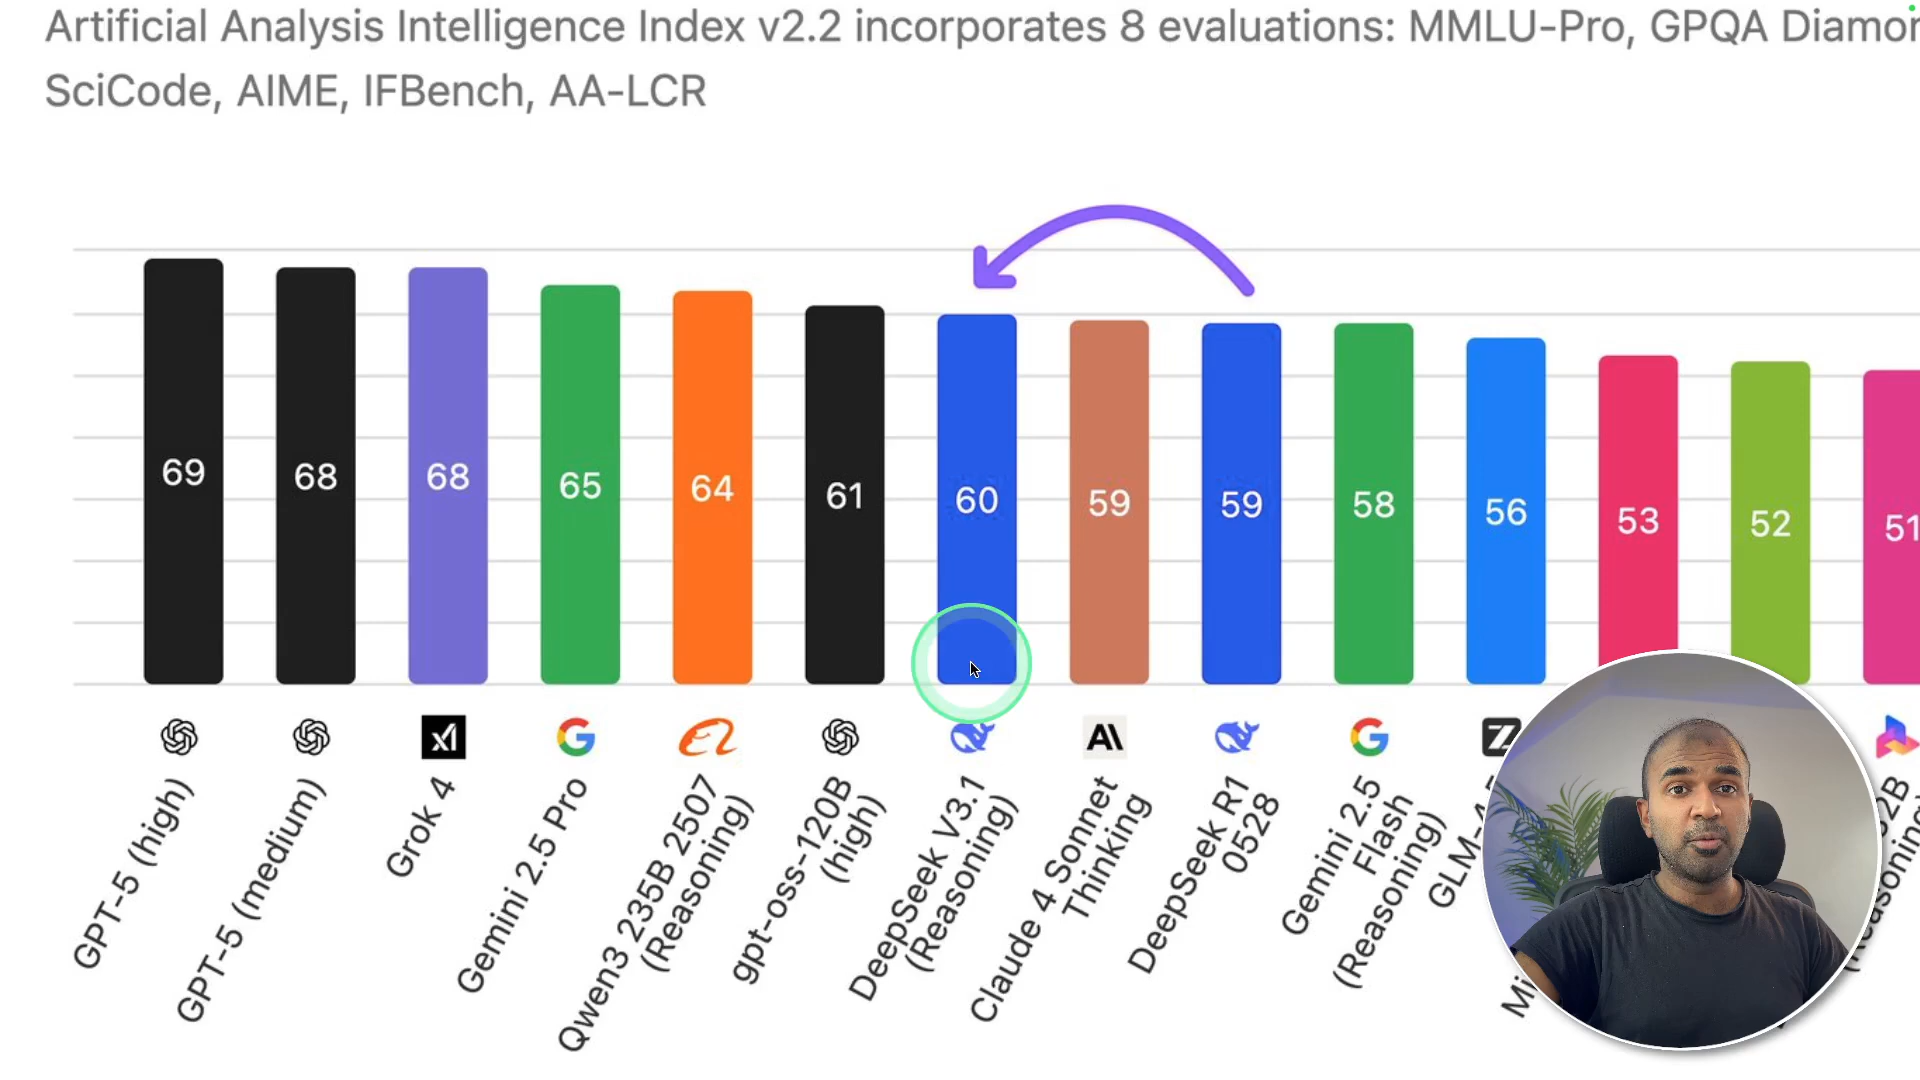 Artificial Analysis Intelligence Index v2.2 incorporates 8 evaluations: MMLU-Pro, GPQA
SciCode, AIME, IFBench, AA-LCR
69
68
68
65
64
61
60
59
59
58
56
53
52
51
GPT-5 (high)
GPT-5 (medium)
Grok 4
Gemini 2.5 Pro
Qwen3 235B 2507
(Reasoning)
gpt-oss-120B
(high)
DeepSeek V3.1
(Reasoning)
Claude 4 Sonnet
Thinking
DeepSeek R1
0528
Gemini 2.5
Flash
(Reasoning)